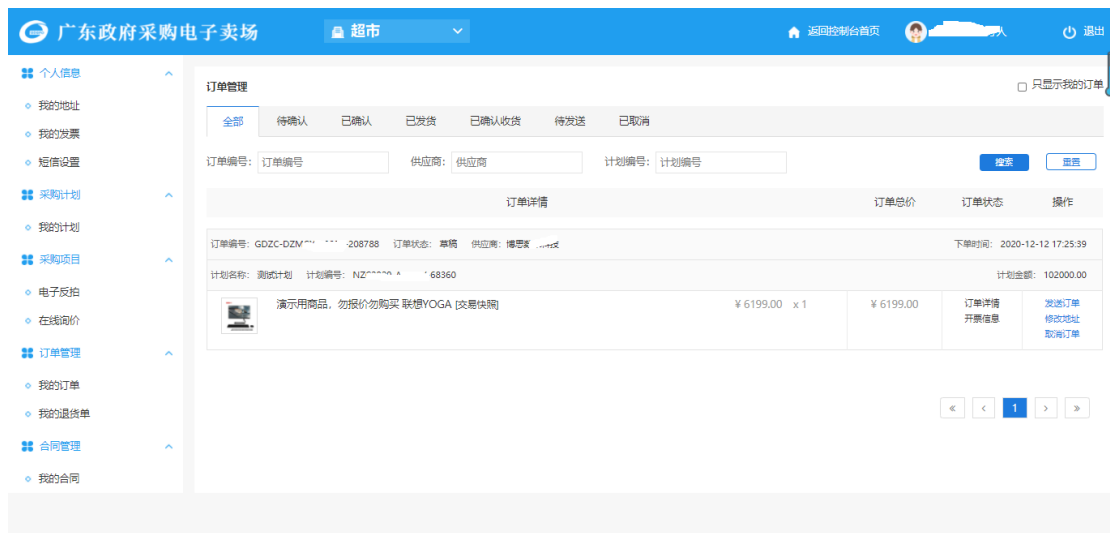 广东政府采购电子卖场 超市 返回控制台首页 人 退出
个人信息
我的地址
我的发票
短信设置
采购计划
我的计划
采购项目
电子反拍
在线询价
订单管理
我的订单
我的退货单
合同管理
我的合同
订单管理 只显示我的订单
全部 待确认 已确认 已发货 已确认收货 待发送 已取消
订单编号: 订单编号 供应商: 供应商 计划编号: 计划编号 搜索 重置
订单详情 订单总价 订单状态 操作
订单编号: GDZC-DZM -208788 订单状态: 草稿 供应商: 博思 下单时间: 2020-12-12 17:25:39
计划名称: 测试计划 计划编号: 68360 计划金额: 102000.00
演示用商品,勿报价勿购买 联想YOGA [交易快照] ¥ 6199.00 x 1 ¥ 6199.00 订单详情 发送订单
开票信息 修改地址
取消订单
« ‹ 1 › »